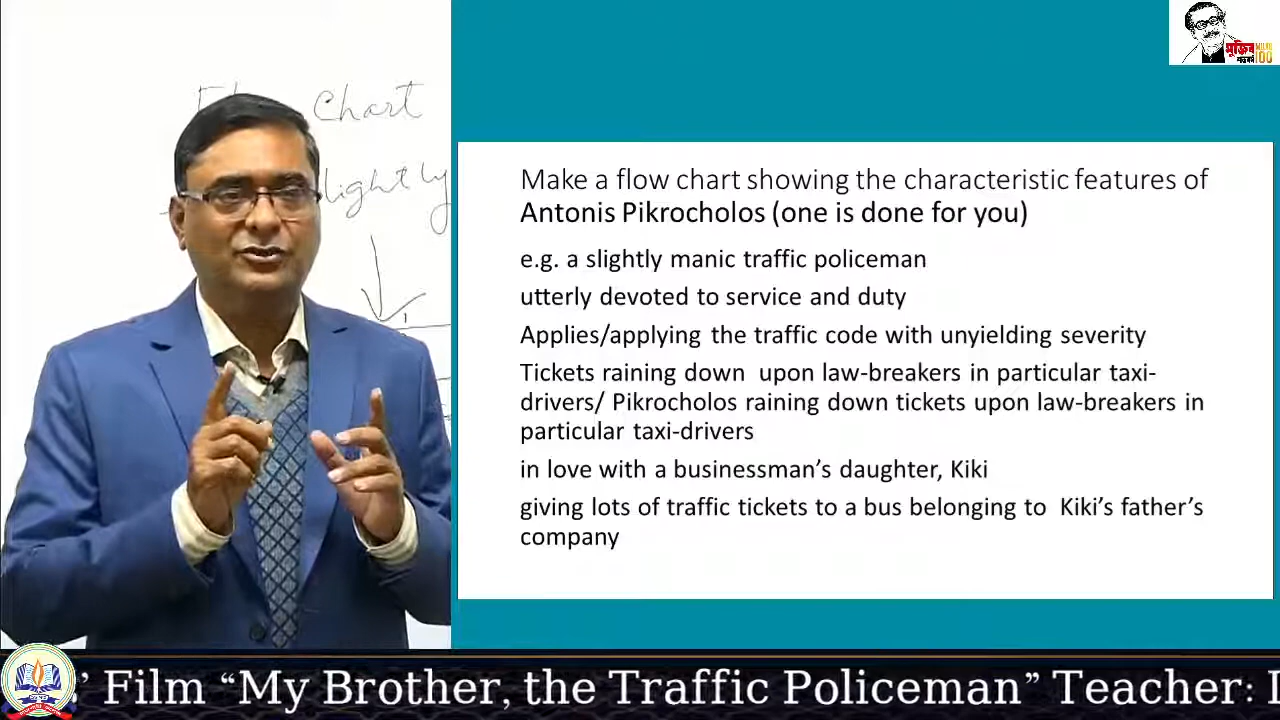 Chart
Make a flow chart showing the characteristic features of
Antonis Pikrocholos (one is done for you)
e.g. a slightly manic traffic policeman
utterly devoted to service and duty
Applies/applying the traffic code with unyielding severity
Tickets raining down upon law-breakers in particular taxi-
drivers/ Pikrocholos raining down tickets upon law-breakers in
particular taxi-drivers
in love with a businessman’s daughter, Kiki
giving lots of traffic tickets to a bus belonging to Kiki’s father’s
company
মুজিব
100
’ Film “My Brother, the Traffic Policeman” Teacher: